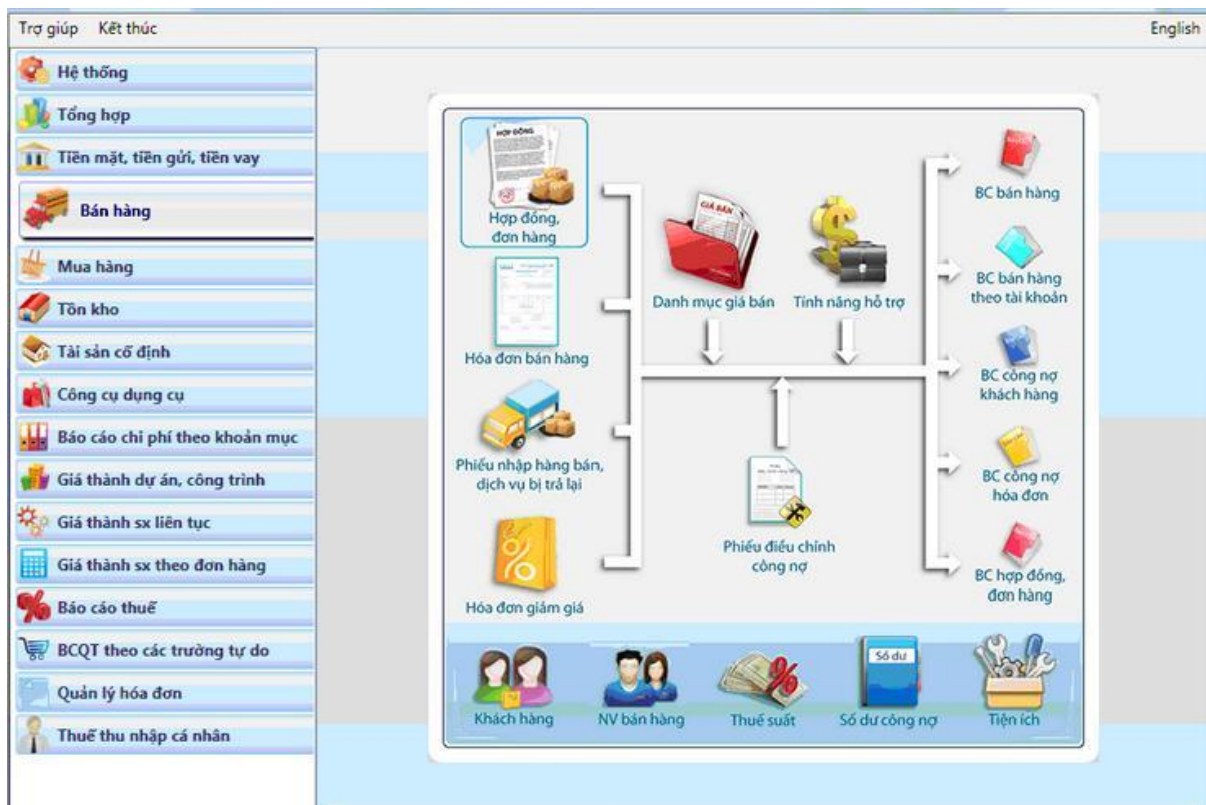 Trợ giúp Kết thúc English
Hệ thống
Tổng hợp
Tiền mặt, tiền gửi, tiền vay
Bán hàng
Mua hàng
Tồn kho
Tài sản cố định
Công cụ dụng cụ
Báo cáo chi phí theo khoản mục
Giá thành dự án, công trình
Giá thành sx liên tục
Giá thành sx theo đơn hàng
Báo cáo thuế
BCQT theo các trường tự do
Quản lý hóa đơn
Thuế thu nhập cá nhân
HỢP ĐỒNG
Hợp đồng,
đơn hàng
Hóa đơn bán hàng
Phiếu nhập hàng bán,
dịch vụ bị trả lại
Hóa đơn giảm giá
GIÁ BÁN
Danh mục giá bán
Tính năng hỗ trợ
Phiếu điều chỉnh
công nợ
BC bán hàng
BC bán hàng
theo tài khoản
BC công nợ
khách hàng
BC công nợ
hóa đơn
BC hợp đồng,
đơn hàng
Khách hàng
NV bán hàng
Thuế suất
Số dư
Số dư công nợ
Tiện ích